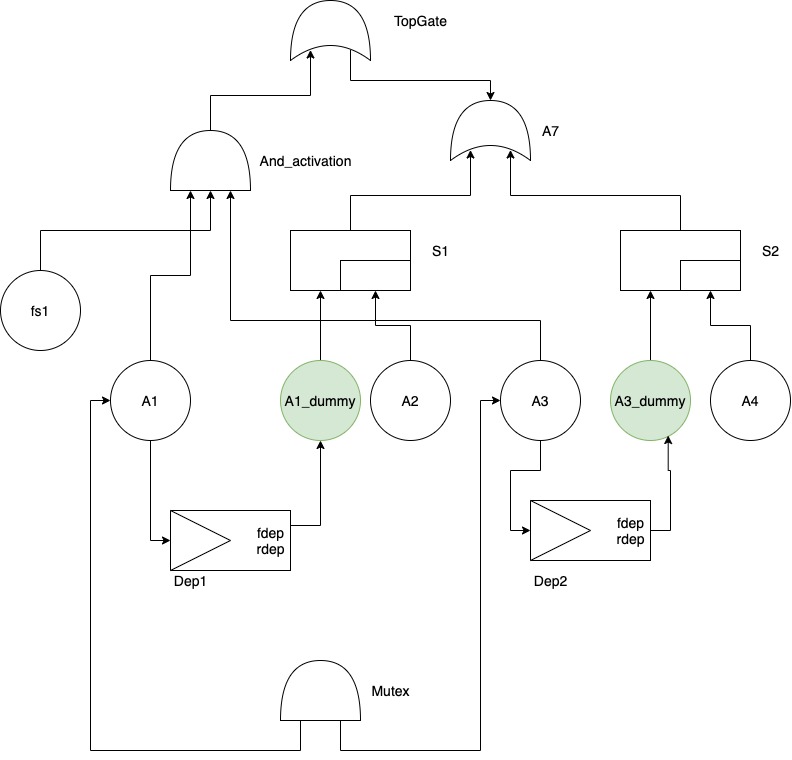 TopGate
A7
And_activation
S1
S2
fs1
A1
A1_dummy
A2
A3
A3_dummy
A4
fdep
rdep
Dep1
fdep
rdep
Dep2
Mutex